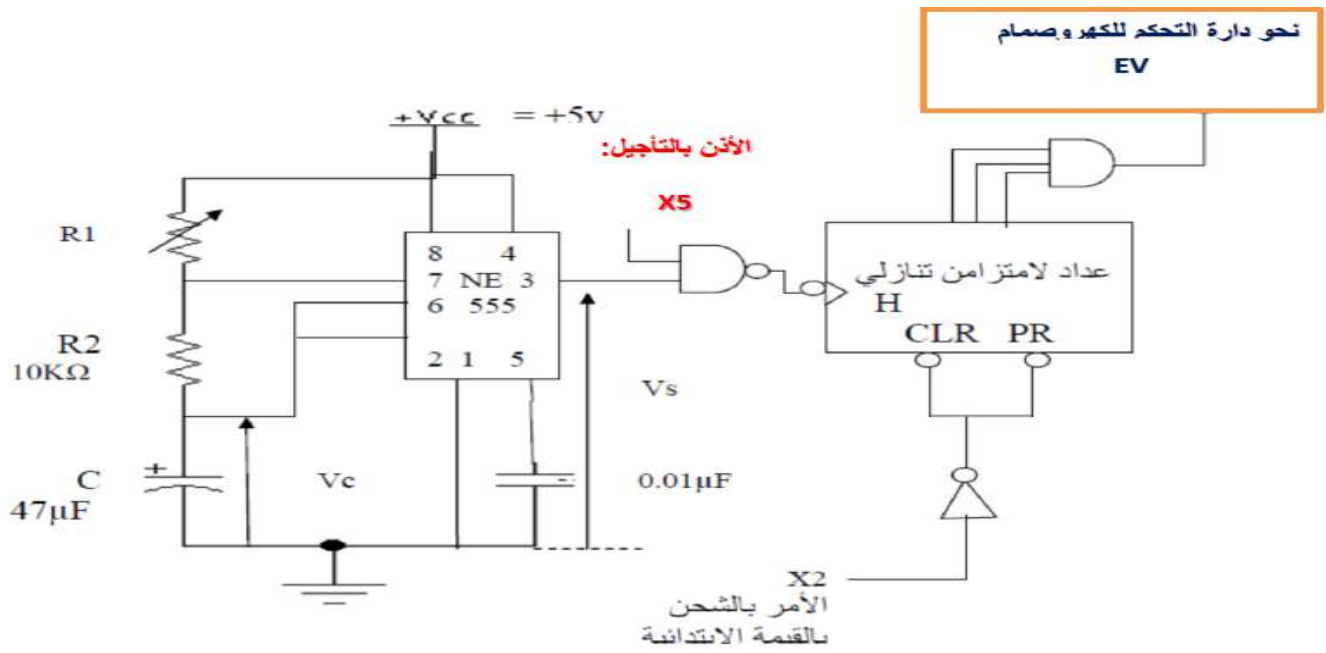 نحو دارة التحكم للكهروصمام
EV
+Vcc = +5v
الأذن بالتأجيل:
X5
R1
8 4
7 NE 3
6 555
2 1 5
عداد لامتزامن تنازلي
H
CLR PR
R2
10KΩ
Vs
C
47µF
+
Vc
0.01µF
X2
الأمر بالشحن
بالقيمة الابتدائية